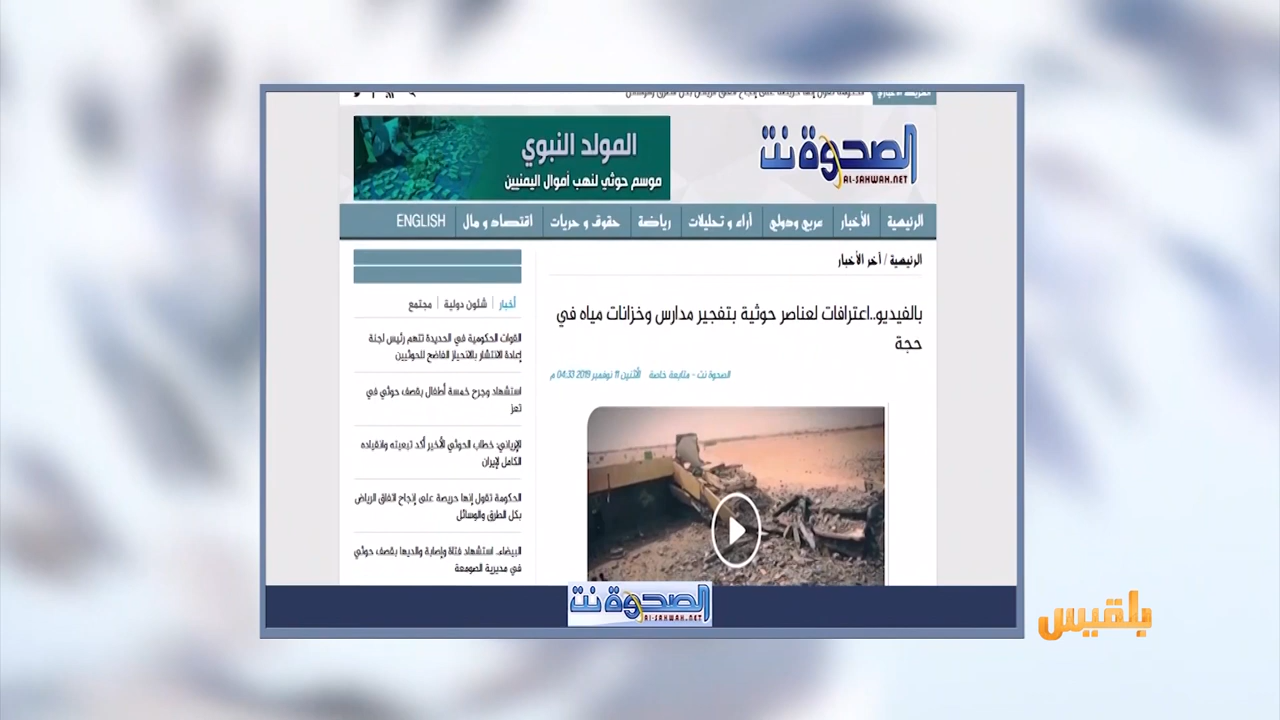 المولد النبوي
موسم حوثي لنهب أموال اليمنيين
الصحوة نت
AL-SAHWAH.NET
الرئيسية
الأخبار
عربي ودولي
آراء و تحليلات
رياضة
حقوق و حريات
اقتصاد و مال
ENGLISH
الرئيسية / آخر الأخبار
بالفيديو..اعترافات لعناصر حوثية بتفجير مدارس وخزانات مياه في
حجة
الصحوة نت - متابعة خاصة الأثنين 11 نوفمبر 2019 04:33 م
أخبار | شئون دولية | مجتمع
القوات الحكومية في الحديدة تتهم رئيس لجنة
إعادة الانتشار بالانحياز الفاضح للحوثيين
استشهاد وجرح خمسة أطفال بقصف حوثي في
تعز
الإرياني: خطاب الحوثي الأخير أكد تبعيته وانقياده
الكامل لإيران
الحكومة تقول إنها حريصة على إنجاح اتفاق الرياض
بكل الطرق والوسائل
البيضاء.. استشهاد فتاة وإصابة والديها بقصف حوثي
في مديرية الصومعة
الصحوة نت
AL-SAHWAH.NET
بلقيس